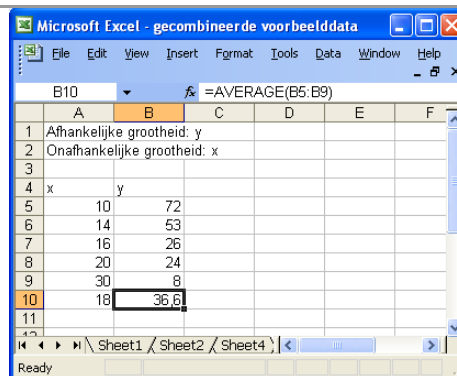 Microsoft Excel - gecombineerde voorbeelddata
File Edit View Insert Format Tools Data Window Help
B10 fx =AVERAGE(B5:B9)
A B C D E F
1 Afhankelijke grootheid: y
2 Onafhankelijke grootheid: x
3
4 x y
5 10 72
6 14 53
7 16 26
8 20 24
9 30 8
10 18 36,6
11
12
Sheet1 Sheet2 Sheet4
Ready